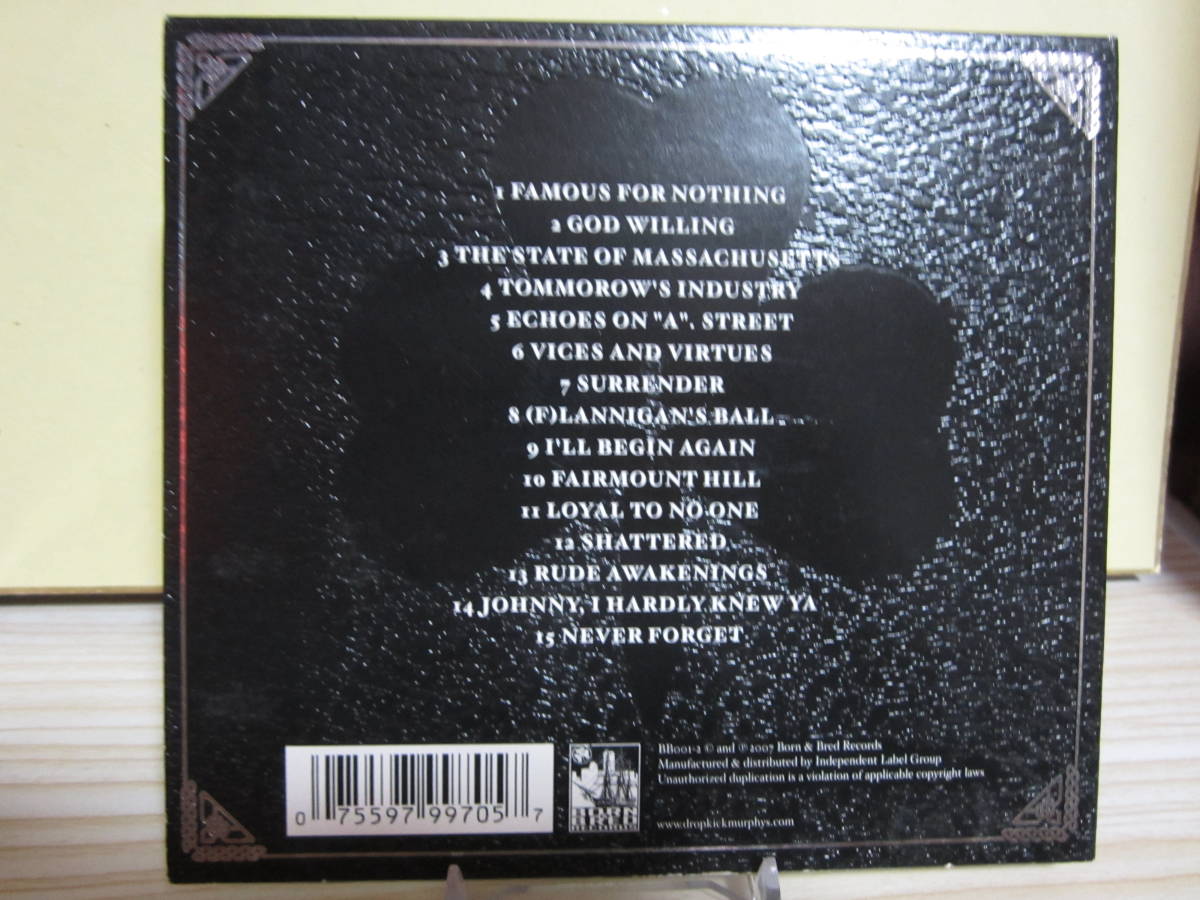 1 FAMOUS FOR NOTHING
2 GOD WILLING
3 THE STATE OF MASSACHUSETTS
4 TOMMOROW'S INDUSTRY
5 ECHOES ON "A". STREET
6 VICES AND VIRTUES
7 SURRENDER
8 (F)LANNIGAN'S BALL
9 I'LL BEGIN AGAIN
10 FAIRMOUNT HILL
11 LOYAL TO NO ONE
12 SHATTERED
13 RUDE AWAKENINGS
14 JOHNNY, I HARDLY KNEW YA
15 NEVER FORGET
0 75597 99705 7
BB001-2 © and ℗ 2007 Born & Bred Records
Manufactured & distributed by Independent Label Group
Unauthorized duplication is a violation of applicable copyright laws
www.dropkickmurphys.com